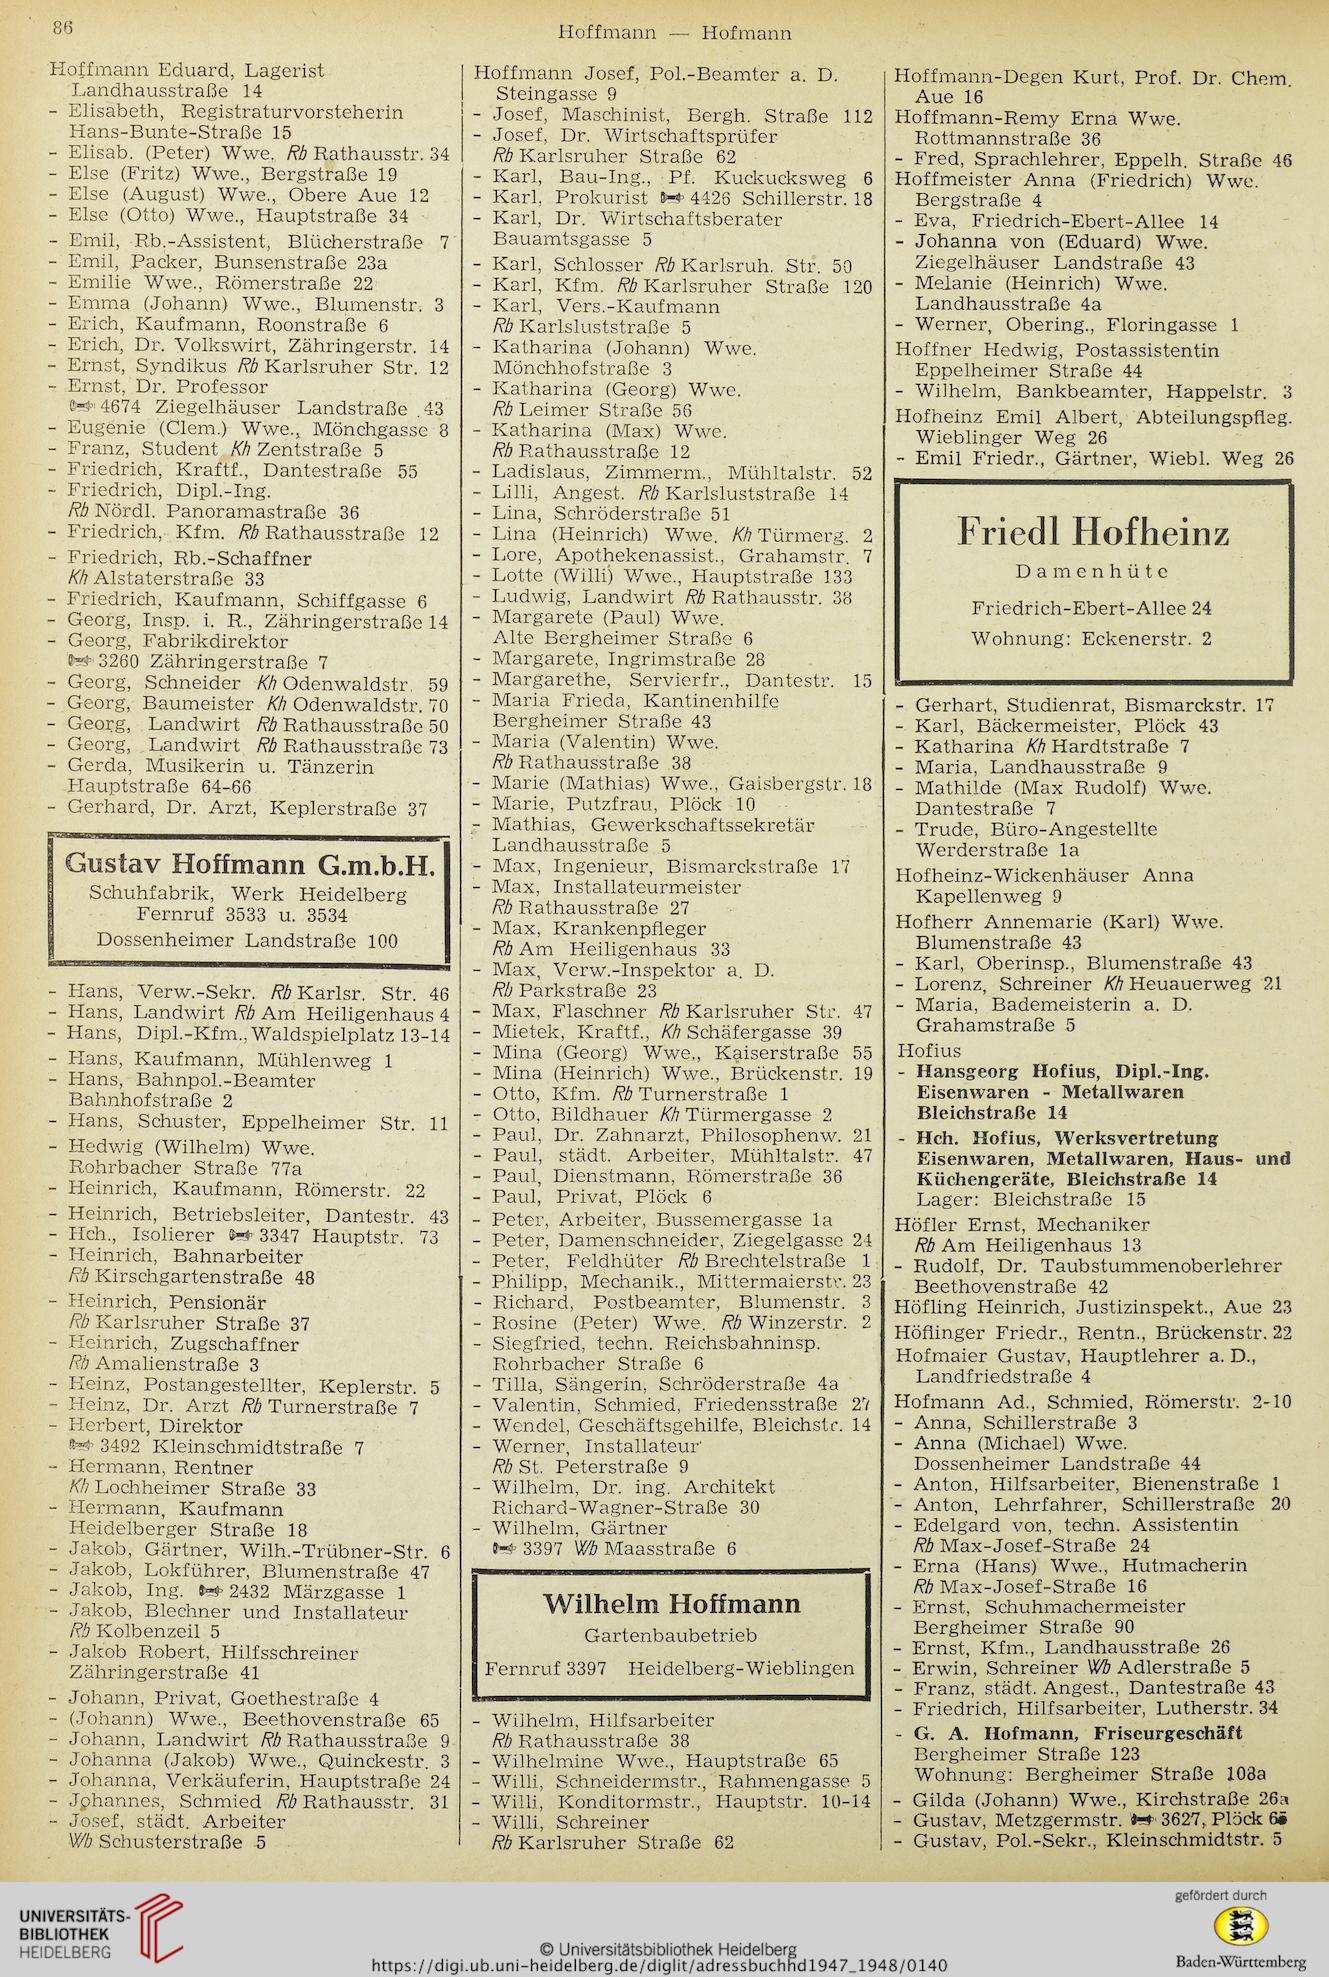 86
Hoffmann — Hofmann
Hoffmann Eduard, Lagerist
Landhausstraße 14
- Elisabeth, Registraturvorsteherin
Hans-Bunte-Straße 15
- Elisab. (Peter) Wwe. Rb Rathausstr. 34
- Else (Fritz) Wwe., Bergstraße 19
- Else (August) Wwe., Obere Aue 12
- Else (Otto) Wwe., Hauptstraße 34
- Emil, Rb.-Assistent, Blücherstraße 7
- Emil, Packer, Bunsenstraße 23a
- Emilie Wwe., Römerstraße 22
- Emma (Johann) Wwe., Blumenstr. 3
- Erich, Kaufmann, Roonstraße 6
- Erich, Dr. Volkswirt, Zähringerstr. 14
- Ernst, Syndikus Rb Karlsruher Str. 12
- Ernst, Dr. Professor
4674 Ziegelhäuser Landstraße 43
- Eugenie (Clem.) Wwe., Mönchgasse 8
- Franz, Student Kh Zentstraße 5
- Friedrich, Kraftf., Dantestraße 55
- Friedrich, Dipl.-Ing.
Rb Nördl. Panoramastraße 36
- Friedrich, Kfm. Rb Rathausstraße 12
- Friedrich, Rb.-Schaffner
Kh Alstaterstraße 33
- Friedrich, Kaufmann, Schiffgasse 6
- Georg, Insp. i. R., Zähringerstraße 14
- Georg, Fabrikdirektor
3260 Zähringerstraße 7
- Georg, Schneider Kh Odenwaldstr. 59
- Georg, Baumeister Kh Odenwaldstr. 70
- Georg, Landwirt Rb Rathausstraße 50
- Georg, Landwirt Rb Rathausstraße 73
- Gerda, Musikerin u. Tänzerin
Hauptstraße 64-66
- Gerhard, Dr. Arzt, Keplerstraße 37
Gustav Hoffmann G.m.b.H.
Schuhfabrik, Werk Heidelberg
Fernruf 3533 u. 3534
Dossenheimer Landstraße 100
- Hans, Verw.-Sekr. Rb Karlsr. Str. 46
- Hans, Landwirt Rb Am Heiligenhaus 4
- Hans, Dipl.-Kfm., Waldspielplatz 13-14
- Hans, Kaufmann, Mühlenweg 1
- Hans, Bahnpol.-Beamter
Bahnhofstraße 2
- Hans, Schuster, Eppelheimer Str. 11
- Hedwig (Wilhelm) Wwe.
Rohrbacher Straße 77a
- Heinrich, Kaufmann, Römerstr. 22
- Heinrich, Betriebsleiter, Dantestr. 43
- Hch., Isolierer 3347 Hauptstr. 73
- Heinrich, Bahnarbeiter
Rb Kirschgartenstraße 48
- Heinrich, Pensionär
Rb Karlsruher Straße 37
- Heinrich, Zugschaffner
Rb Amalienstraße 3
- Heinz, Postangestellter, Keplerstr. 5
- Heinz, Dr. Arzt Rb Turnerstraße 7
- Herbert, Direktor
3492 Kleinschmidtstraße 7
- Hermann, Rentner
Kh Lochheimer Straße 33
- Hermann, Kaufmann
Heidelberger Straße 18
- Jakob, Gärtner, Wilh.-Trübner-Str. 6
- Jakob, Lokführer, Blumenstraße 47
- Jakob, Ing. 2432 Märzgasse 1
- Jakob, Blechner und Installateur
Rb Kolbenzeil 5
- Jakob Robert, Hilfsschreiner
Zähringerstraße 41
- Johann, Privat, Goethestraße 4
- (Johann) Wwe., Beethovenstraße 65
- Johann, Landwirt Rb Rathausstraße 9
- Johanna (Jakob) Wwe., Quinckestr. 3
- Johanna, Verkäuferin, Hauptstraße 24
- Johannes, Schmied Rb Rathausstr. 31
- Josef, städt. Arbeiter
Wb Schusterstraße 5
Hoffmann Josef, Pol.-Beamter a. D.
Steingasse 9
- Josef, Maschinist, Bergh. Straße 112
- Josef, Dr. Wirtschaftsprüfer
Rb Karlsruher Straße 62
- Karl, Bau-Ing., Pf. Kuckucksweg 6
- Karl, Prokurist 4426 Schillerstr. 18
- Karl, Dr. Wirtschaftsberater
Bauamtsgasse 5
- Karl, Schlosser Rb Karlsruh. Str. 50
- Karl, Kfm. Rb Karlsruher Straße 120
- Karl, Vers.-Kaufmann
Rb Karlsluststraße 5
- Katharina (Johann) Wwe.
Mönchhofstraße 3
- Katharina (Georg) Wwe.
Rb Leimer Straße 56
- Katharina (Max) Wwe.
Rb Rathausstraße 12
- Ladislaus, Zimmerm., Mühltalstr. 52
- Lilli, Angest. Rb Karlsluststraße 14
- Lina, Schröderstraße 51
- Lina (Heinrich) Wwe. Kh Türmerg. 2
- Lore, Apothekenassist., Grahamstr. 7
- Lotte (Willi) Wwe., Hauptstraße 133
- Ludwig, Landwirt Rb Rathausstr. 38
- Margarete (Paul) Wwe.
Alte Bergheimer Straße 6
- Margarete, Ingrimstraße 28
- Margarethe, Servierfr., Dantestr. 15
- Maria Frieda, Kantinenhilfe
Bergheimer Straße 43
- Maria (Valentin) Wwe.
Rb Rathausstraße 38
- Marie (Mathias) Wwe., Gaisbergstr. 18
- Marie, Putzfrau, Plöck 10
- Mathias, Gewerkschaftssekretär
Landhausstraße 5
- Max, Ingenieur, Bismarckstraße 17
- Max, Installateurmeister
Rb Rathausstraße 27
- Max, Krankenpfleger
Rb Am Heiligenhaus 33
- Max, Verw.-Inspektor a. D.
Rb Parkstraße 23
- Max, Flaschner Rb Karlsruher Str. 47
- Mietek, Kraftf., Kh Schäfergasse 39
- Mina (Georg) Wwe., Kaiserstraße 55
- Mina (Heinrich) Wwe., Brückenstr. 19
- Otto, Kfm. Rb Turnerstraße 1
- Otto, Bildhauer Kh Türmergasse 2
- Paul, Dr. Zahnarzt, Philosophenw. 21
- Paul, städt. Arbeiter, Mühltalstr. 47
- Paul, Dienstmann, Römerstraße 36
- Paul, Privat, Plöck 6
- Peter, Arbeiter, Bussemergasse 1a
- Peter, Damenschneider, Ziegelgasse 24
- Peter, Feldhüter Rb Brechtelstraße 1
- Philipp, Mechanik., Mittermaierstr. 23
- Richard, Postbeamter, Blumenstr. 3
- Rosine (Peter) Wwe. Rb Winzerstr. 2
- Siegfried, techn. Reichsbahninsp.
Rohrbacher Straße 6
- Tilla, Sängerin, Schröderstraße 4a
- Valentin, Schmied, Friedensstraße 27
- Wendel, Geschäftsgehilfe, Bleichstr. 14
- Werner, Installateur
Rb St. Peterstraße 9
- Wilhelm, Dr. ing. Architekt
Richard-Wagner-Straße 30
- Wilhelm, Gärtner
3397 Wb Maasstraße 6
Wilhelm Hoffmann
Gartenbaubetrieb
Fernruf 3397 Heidelberg-Wieblingen
- Wilhelm, Hilfsarbeiter
Rb Rathausstraße 38
- Wilhelmine Wwe., Hauptstraße 65
- Willi, Schneidermstr., Rahmengasse 5
- Willi, Konditormstr., Hauptstr. 10-14
- Willi, Schreiner
Rb Karlsruher Straße 62
Hoffmann-Degen Kurt, Prof. Dr. Chem.
Aue 16
Hoffmann-Remy Erna Wwe.
Rottmannstraße 36
- Fred, Sprachlehrer, Eppelh. Straße 46
Hoffmeister Anna (Friedrich) Wwe.
Bergstraße 4
- Eva, Friedrich-Ebert-Allee 14
- Johanna von (Eduard) Wwe.
Ziegelhäuser Landstraße 43
- Melanie (Heinrich) Wwe.
Landhausstraße 4a
- Werner, Obering., Floringasse 1
Hoffner Hedwig, Postassistentin
Eppelheimer Straße 44
- Wilhelm, Bankbeamter, Happelstr. 3
Hofheinz Emil Albert, Abteilungspfleg.
Wieblinger Weg 26
- Emil Friedr., Gärtner, Wiebl. Weg 26
Friedl Hofheinz
Damenhüte
Friedrich-Ebert-Allee 24
Wohnung: Eckenerstr. 2
- Gerhart, Studienrat, Bismarckstr. 17
- Karl, Bäckermeister, Plöck 43
- Katharina Kh Hardtstraße 7
- Maria, Landhausstraße 9
- Mathilde (Max Rudolf) Wwe.
Dantestraße 7
- Trude, Büro-Angestellte
Werderstraße 1a
Hofheinz-Wickenhäuser Anna
Kapellenweg 9
Hofherr Annemarie (Karl) Wwe.
Blumenstraße 43
- Karl, Oberinsp., Blumenstraße 43
- Lorenz, Schreiner Kh Heuauerweg 21
- Maria, Bademeisterin a. D.
Grahamstraße 5
Hofius
- Hansgeorg Hofius, Dipl.-Ing.
Eisenwaren - Metallwaren
Bleichstraße 14
- Hch. Hofius, Werksvertretung
Eisenwaren, Metallwaren, Haus- und
Küchengeräte, Bleichstraße 14
Lager: Bleichstraße 15
Höfler Ernst, Mechaniker
Rb Am Heiligenhaus 13
- Rudolf, Dr. Taubstummenoberlehrer
Beethovenstraße 42
Höfling Heinrich, Justizinspekt., Aue 23
Höflinger Friedr., Rentn., Brückenstr. 22
Hofmaier Gustav, Hauptlehrer a. D.,
Landfriedstraße 4
Hofmann Ad., Schmied, Römerstr. 2-10
- Anna, Schillerstraße 3
- Anna (Michael) Wwe.
Dossenheimer Landstraße 44
- Anton, Hilfsarbeiter, Bienenstraße 1
- Anton, Lehrfahrer, Schillerstraße 20
- Edelgard von, techn. Assistentin
Rb Max-Josef-Straße 24
- Erna (Hans) Wwe., Hutmacherin
Rb Max-Josef-Straße 16
- Ernst, Schuhmachermeister
Bergheimer Straße 90
- Ernst, Kfm., Landhausstraße 26
- Erwin, Schreiner Wb Adlerstraße 5
- Franz, städt. Angest., Dantestraße 43
- Friedrich, Hilfsarbeiter, Lutherstr. 34
- G. A. Hofmann, Friseurgeschäft
Bergheimer Straße 123
Wohnung: Bergheimer Straße 108a
- Gilda (Johann) Wwe., Kirchstraße 26a
- Gustav, Metzgermstr. 3627, Plöck
- Gustav, Pol.-Sekr., Kleinschmidtstr. 5
UNIVERSITÄTS-
BIBLIOTHEK
HEIDELBERG
© Universitätsbibliothek Heidelberg
https://digi.ub.uni-heidelberg.de/diglit/adressbuchhd1947_1948/0140
gefördert durch
Baden-Württemberg